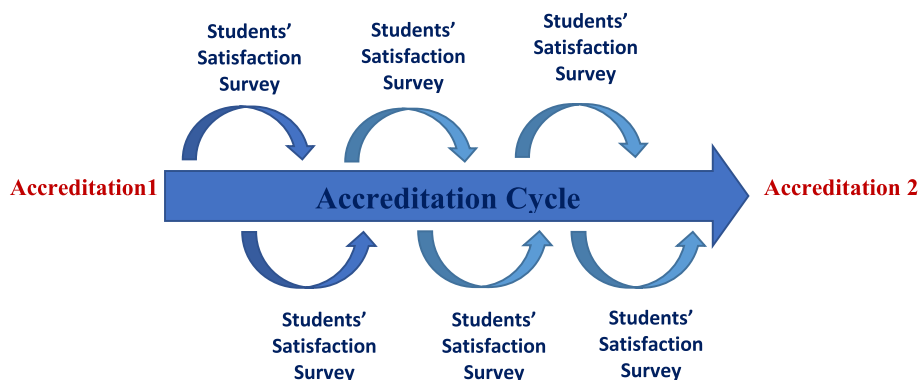 Students’
Satisfaction
Survey
Students’
Satisfaction
Survey
Students’
Satisfaction
Survey
Accreditation1
Accreditation Cycle
Accreditation 2
Students’
Satisfaction
Survey
Students’
Satisfaction
Survey
Students’
Satisfaction
Survey